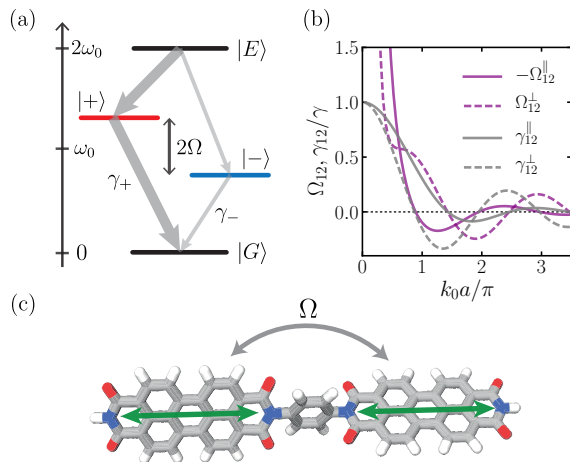 (a)
2ω₀
|E⟩
|+⟩
2Ω
ω₀
|−⟩
γ₊
γ₋
0
|G⟩
(b)
1.5
1.0
0.5
0.0
Ω₁₂, γ₁₂/γ
−Ω₁₂^∥
Ω₁₂^⊥
γ₁₂^∥
γ₁₂^⊥
0 1 2 3
k₀a/π
(c)
Ω